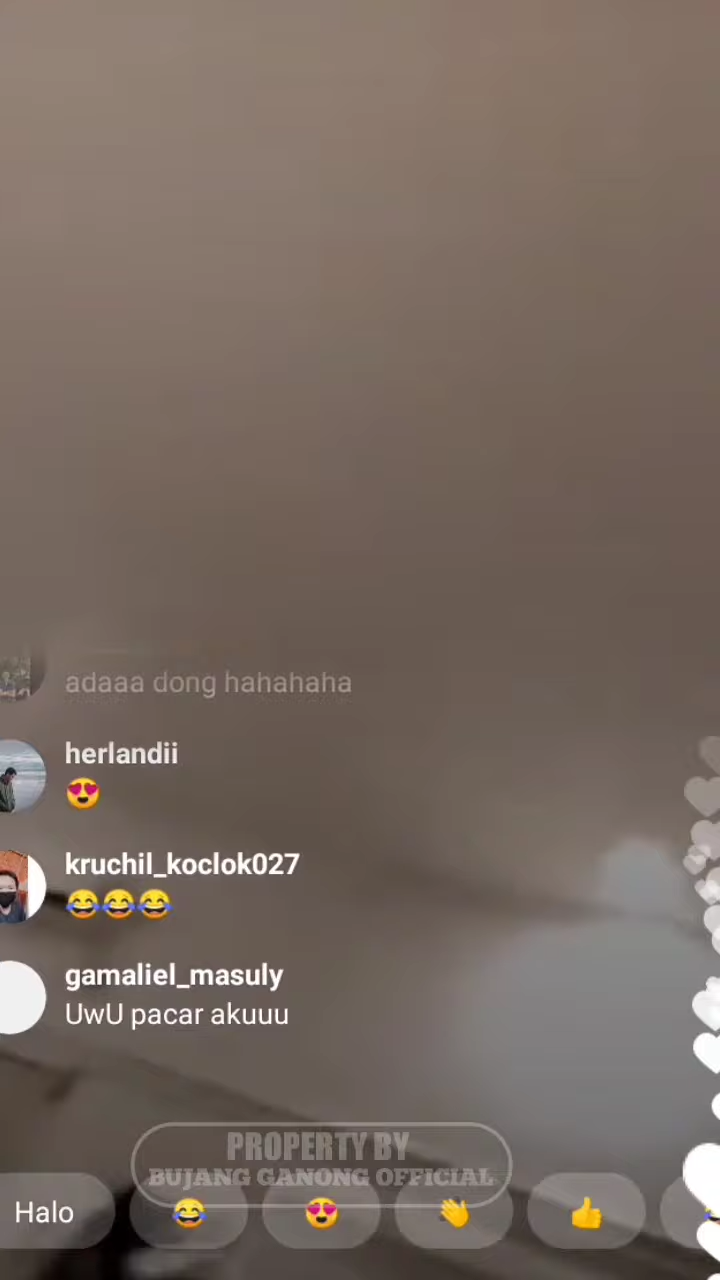 adaaa dong hahahaha
herlandii
😍
kruchil_koclok027
😂😂😂
gamaliel_masuly
UwU pacar akuuu
PROPERTY BY
BUJANG GANONG OFFICIAL
Halo 😂 😍 👋 👍